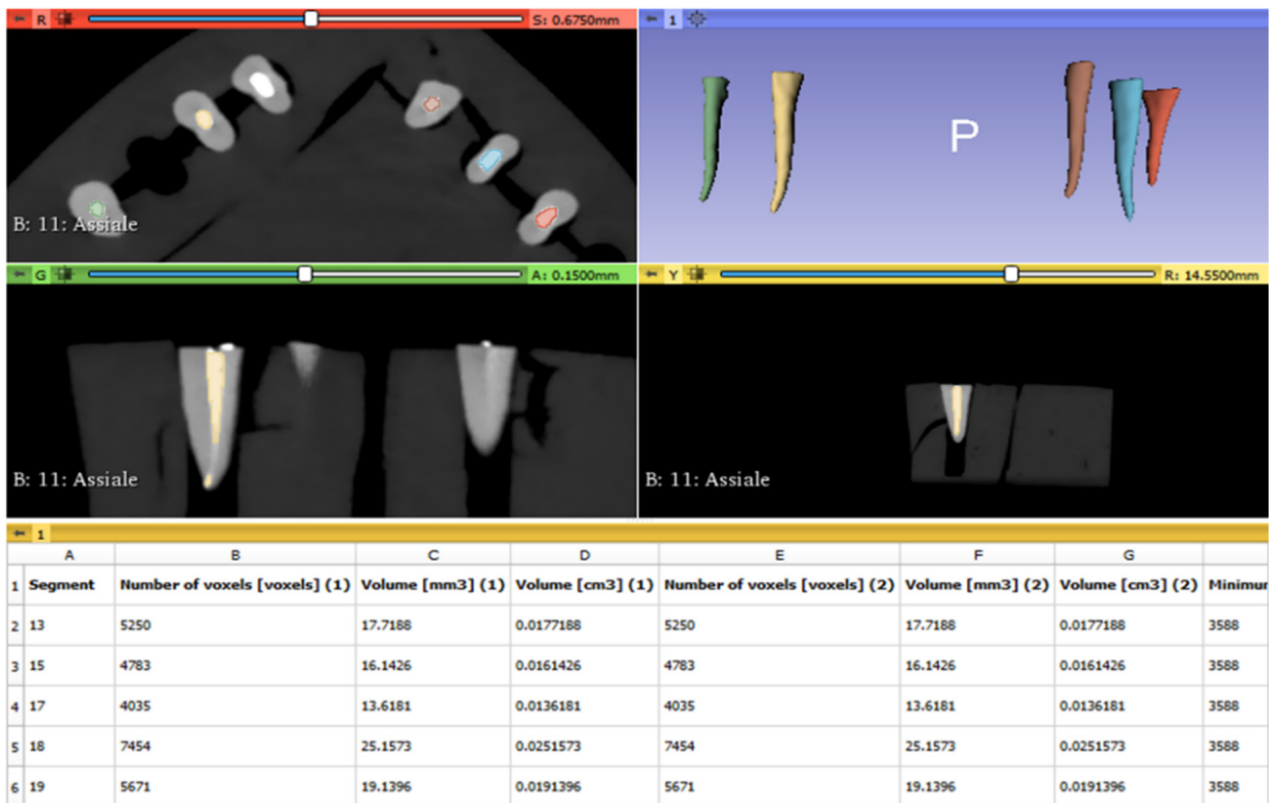 R S: 0.6750mm
1
B: 11: Assiale
P
G A: 0.1500mm
Y R: 14.5500mm
B: 11: Assiale
B: 11: Assiale
1
A B C D E F G
1 Segment Number of voxels [voxels] (1) Volume [mm3] (1) Volume [cm3] (1) Number of voxels [voxels] (2) Volume [mm3] (2) Volume [cm3] (2) Minimur
2 13 5250 17.7188 0.0177188 5250 17.7188 0.0177188 3588
3 15 4783 16.1426 0.0161426 4783 16.1426 0.0161426 3588
4 17 4035 13.6181 0.0136181 4035 13.6181 0.0136181 3588
5 18 7454 25.1573 0.0251573 7454 25.1573 0.0251573 3588
6 19 5671 19.1396 0.0191396 5671 19.1396 0.0191396 3588